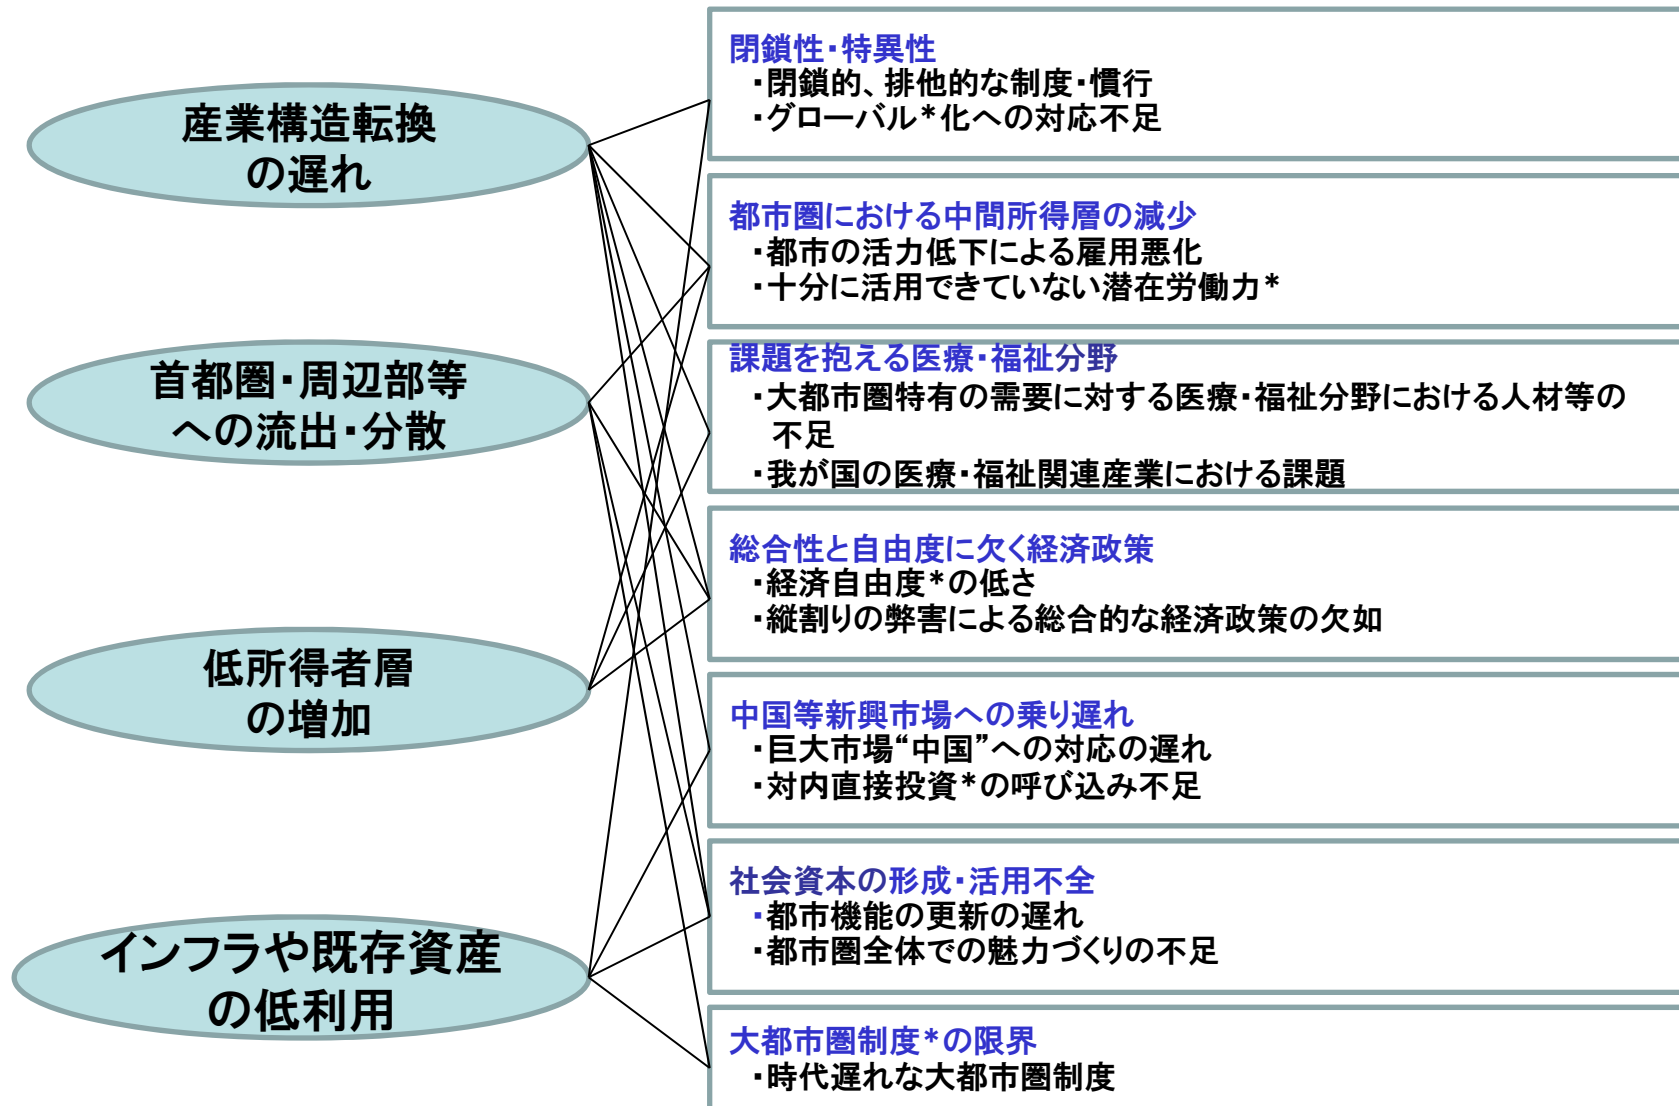 産業構造転換
の遅れ
首都圏・周辺部等
への流出・分散
低所得者層
の増加
インフラや既存資産
の低利用
閉鎖性・特異性
・閉鎖的、排他的な制度・慣行
・グローバル*化への対応不足
都市圏における中間所得層の減少
・都市の活力低下による雇用悪化
・十分に活用できていない潜在労働力*
課題を抱える医療・福祉分野
・大都市圏特有の需要に対する医療・福祉分野における人材等の
不足
・我が国の医療・福祉関連産業における課題
総合性と自由度に欠く経済政策
・経済自由度*の低さ
・縦割りの弊害による総合的な経済政策の欠如
中国等新興市場への乗り遅れ
・巨大市場“中国”への対応の遅れ
・対内直接投資*の呼び込み不足
社会資本の形成・活用不全
・都市機能の更新の遅れ
・都市圏全体での魅力づくりの不足
大都市圏制度*の限界
・時代遅れな大都市圏制度